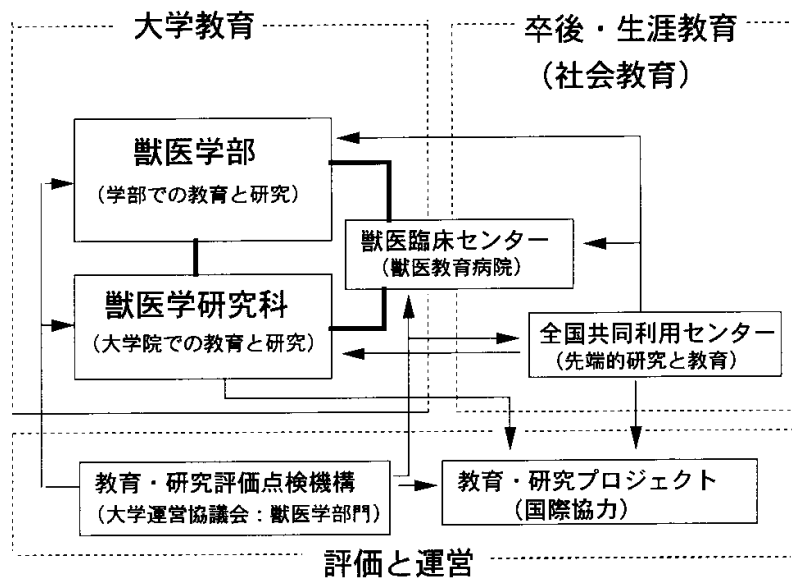 大学教育
卒後・生涯教育
（社会教育）
獣医学部
（学部での教育と研究）
獣医臨床センター
（獣医教育病院）
獣医学研究科
（大学院での教育と研究）
全国共同利用センター
（先端的研究と教育）
教育・研究評価点検機構
（大学運営協議会：獣医学部門）
教育・研究プロジェクト
（国際協力）
評価と運営